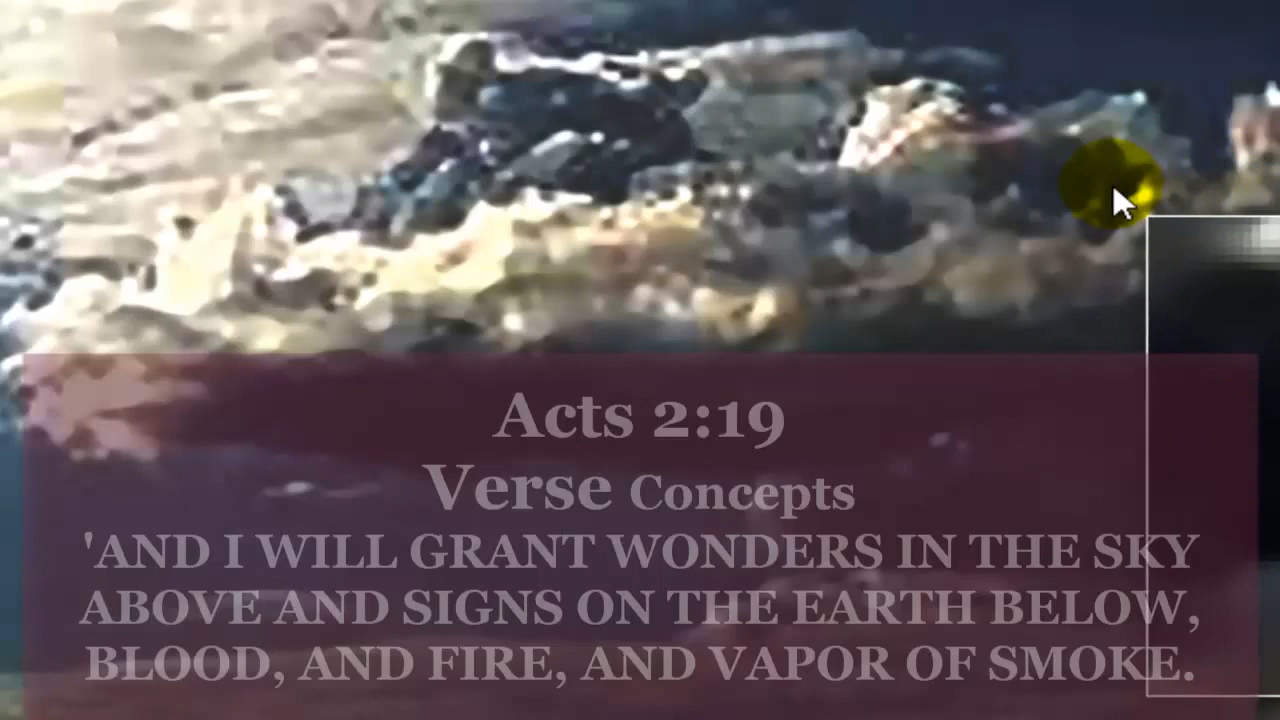 Acts 2:19
Verse Concepts
'AND I WILL GRANT WONDERS IN THE SKY
ABOVE AND SIGNS ON THE EARTH BELOW,
BLOOD, AND FIRE, AND VAPOR OF SMOKE.